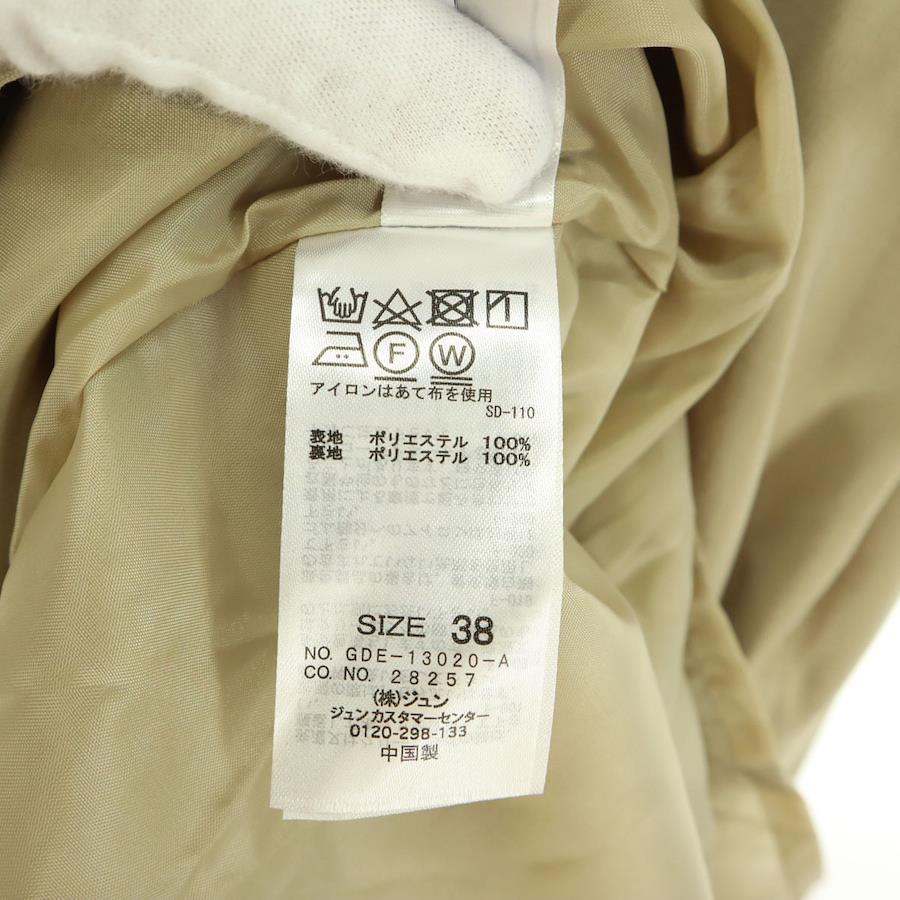 F W
アイロンはあて布を使用
SD-110
表地 ポリエステル 100%
裏地 ポリエステル 100%
SIZE 38
NO. GDE-13020-A
CO. NO. 28257
(株)ジュン
ジュンカスタマーセンター
0120-298-133
中国製